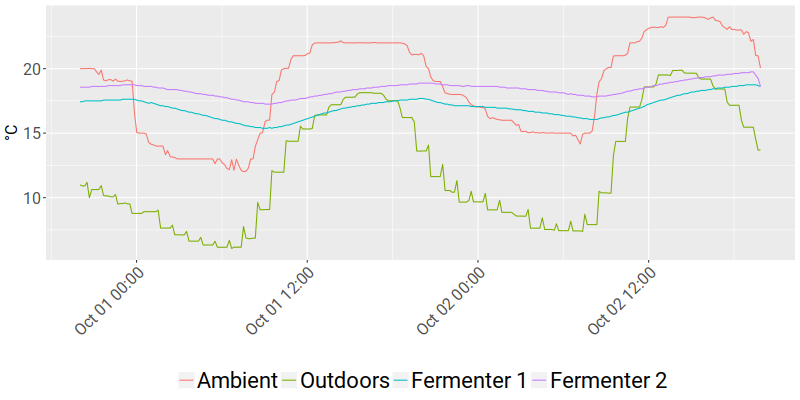 °C
20
15
10
Oct 01 00:00
Oct 01 12:00
Oct 02 00:00
Oct 02 12:00
Ambient Outdoors Fermenter 1 Fermenter 2